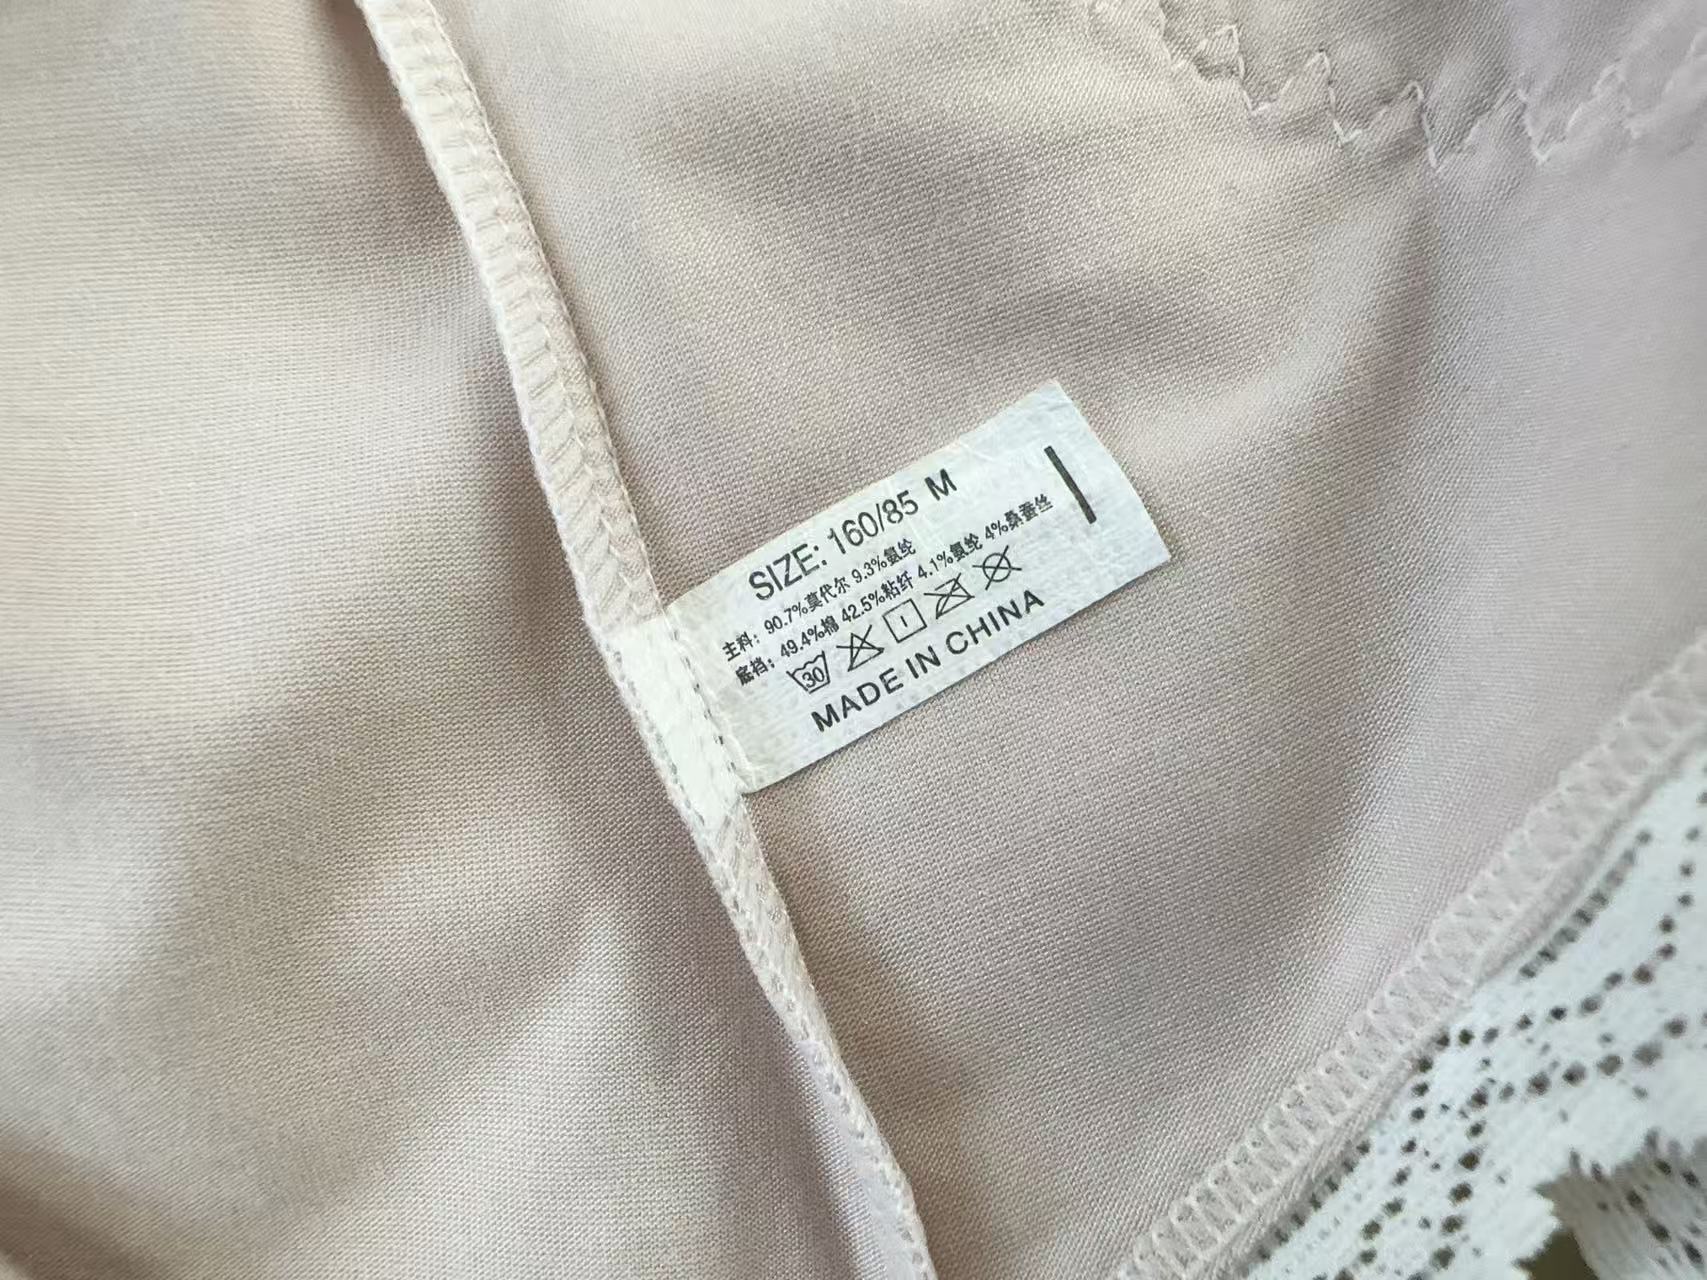 SIZE: 160/85 M
主料: 90.7%莫代尔 9.3%氨纶
底裆: 49.4%棉 42.5%粘纤 4.1%氨纶 4%桑蚕丝
30
MADE IN CHINA